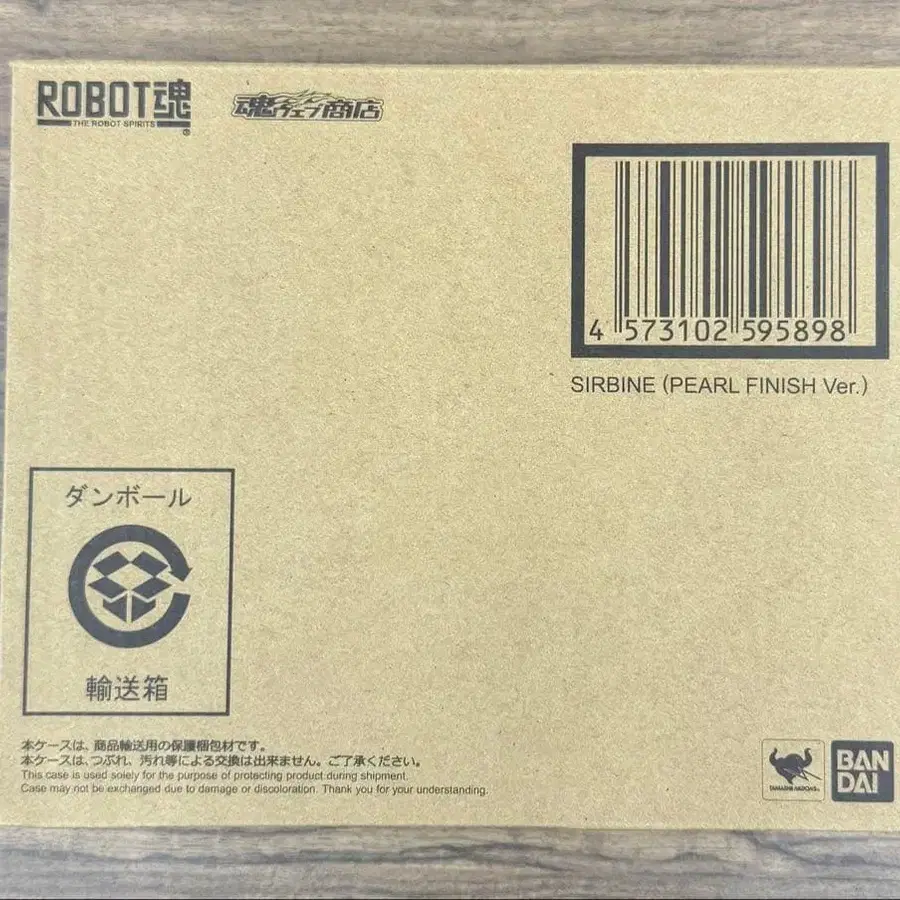 ROBOT魂
THE ROBOT SPIRITS
魂ウェブ商店
4 573102 595898
SIRBINE (PEARL FINISH Ver.)
ダンボール
輸送箱
本ケースは、商品輸送用の保護梱包材です。
本ケースは、つぶれ、汚れ等による交換は出来ません。ご了承ください。
This case is used solely for the purpose of protecting product during shipment.
Case may not be exchanged due to damage or discoloration. Thank you for your understanding.
TAMASHII NATIONS
BAN
DAI